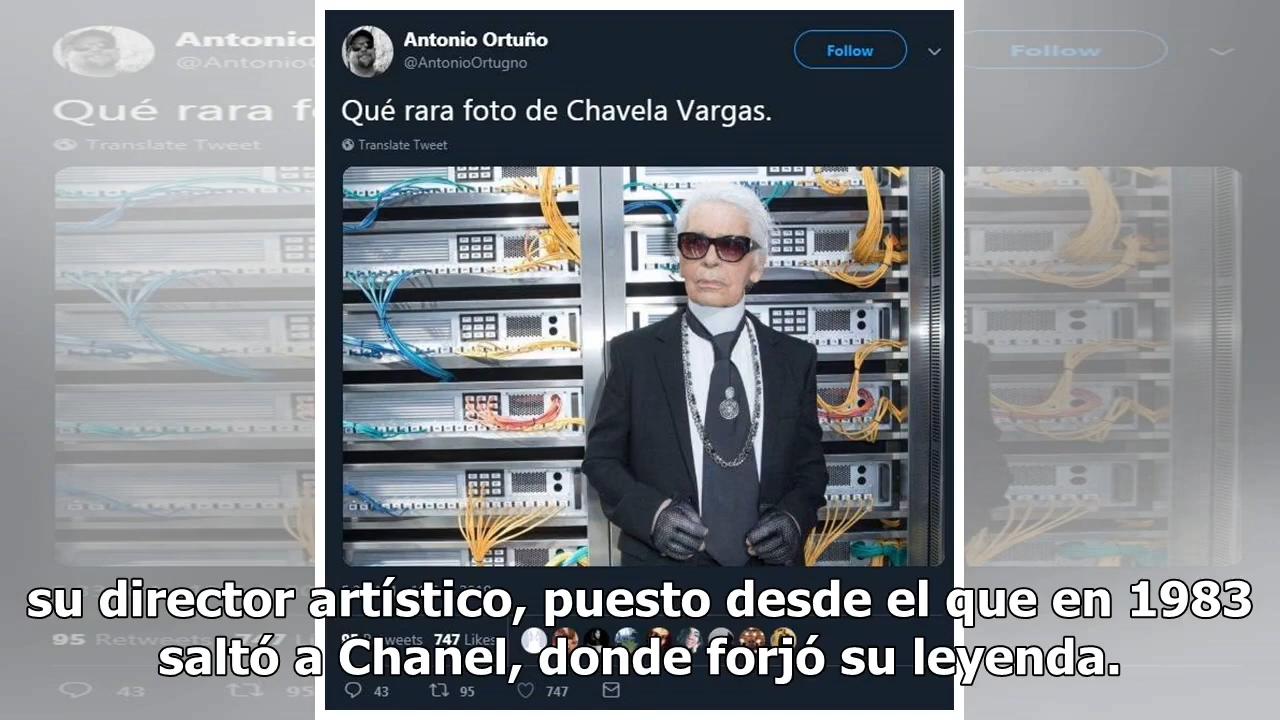 Antonio Ortuño
@AntonioOrtugno
Follow
Qué rara foto de Chavela Vargas.
Translate Tweet
su director artístico, puesto desde el que en 1983
95 Retweets 747 Likes
saltó a Chanel, donde forjó su leyenda.
43 95 747